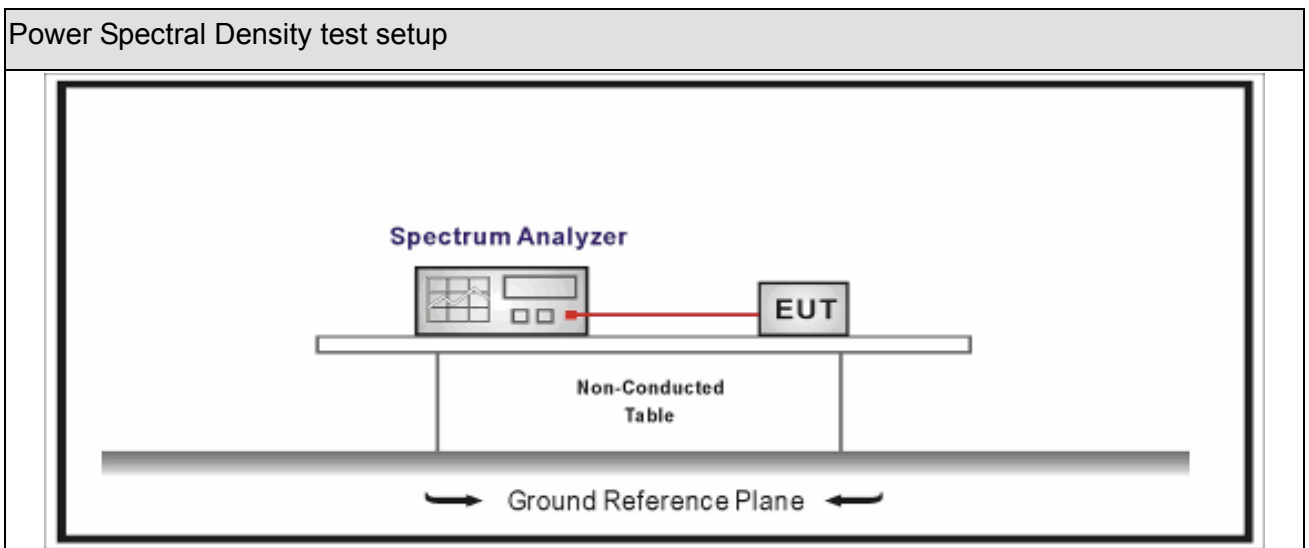 Power Spectral Density test setup
Spectrum Analyzer
EUT
Non-Conducted
Table
Ground Reference Plane